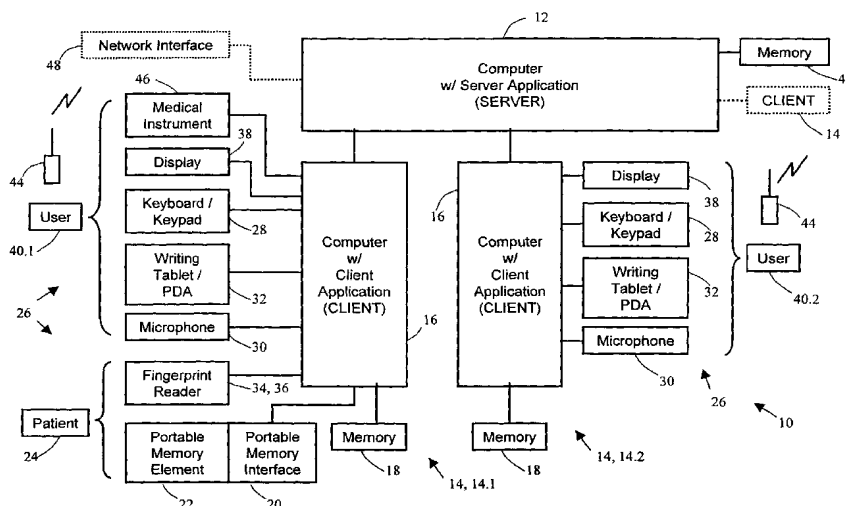 12
48
Network Interface
Computer
w/ Server Application
(SERVER)
Memory
4
CLIENT
14
46
Medical
Instrument
38
Display
44
User
40.1
Keyboard /
Keypad
28
Writing
Tablet /
PDA
32
26
Microphone
30
Computer
w/
Client
Application
(CLIENT)
16
Fingerprint
Reader
34, 36
Patient
24
Portable
Memory
Element
22
Portable
Memory
Interface
20
Memory
18
14, 14.1
16
Computer
w/
Client
Application
(CLIENT)
Display
38
Keyboard /
Keypad
28
Writing
Tablet /
PDA
32
Microphone
30
44
User
40.2
26
10
Memory
18
14, 14.2